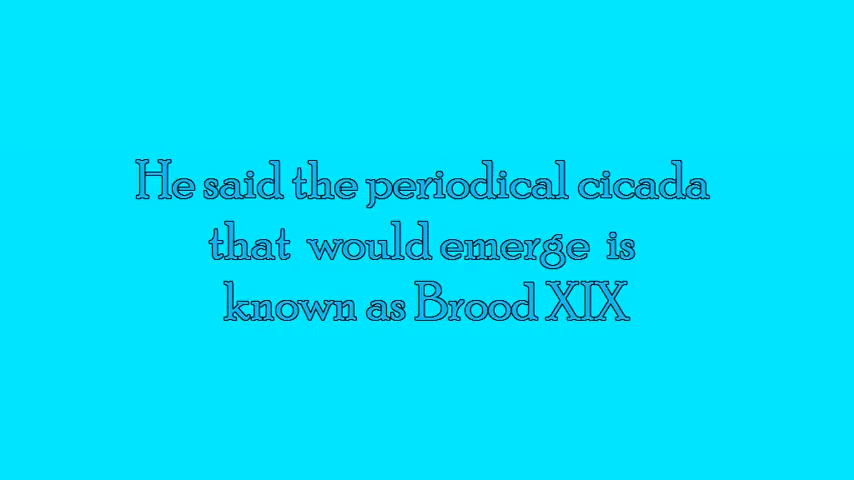 He said the periodical cicada
that would emerge is
known as Brood XIX